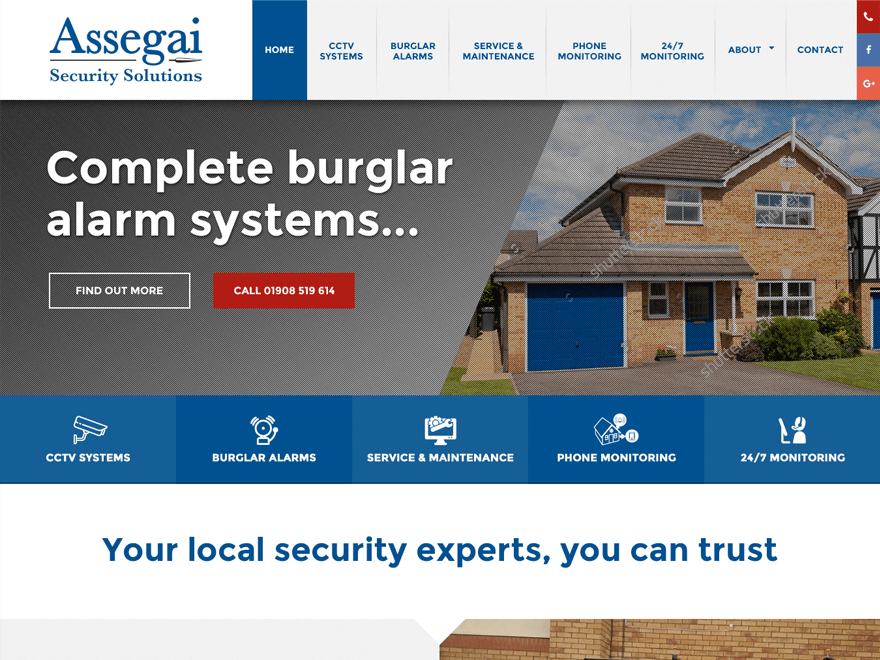 Assegai
Security Solutions
HOME
CCTV
SYSTEMS
BURGLAR
ALARMS
SERVICE &
MAINTENANCE
PHONE
MONITORING
24/7
MONITORING
ABOUT
CONTACT
f
G+
Complete burglar
alarm systems...
FIND OUT MORE
CALL 01908 519 614
shutterstock
shutterstock
shutterstock
CCTV SYSTEMS
BURGLAR ALARMS
SERVICE & MAINTENANCE
PHONE MONITORING
24/7 MONITORING
Your local security experts, you can trust